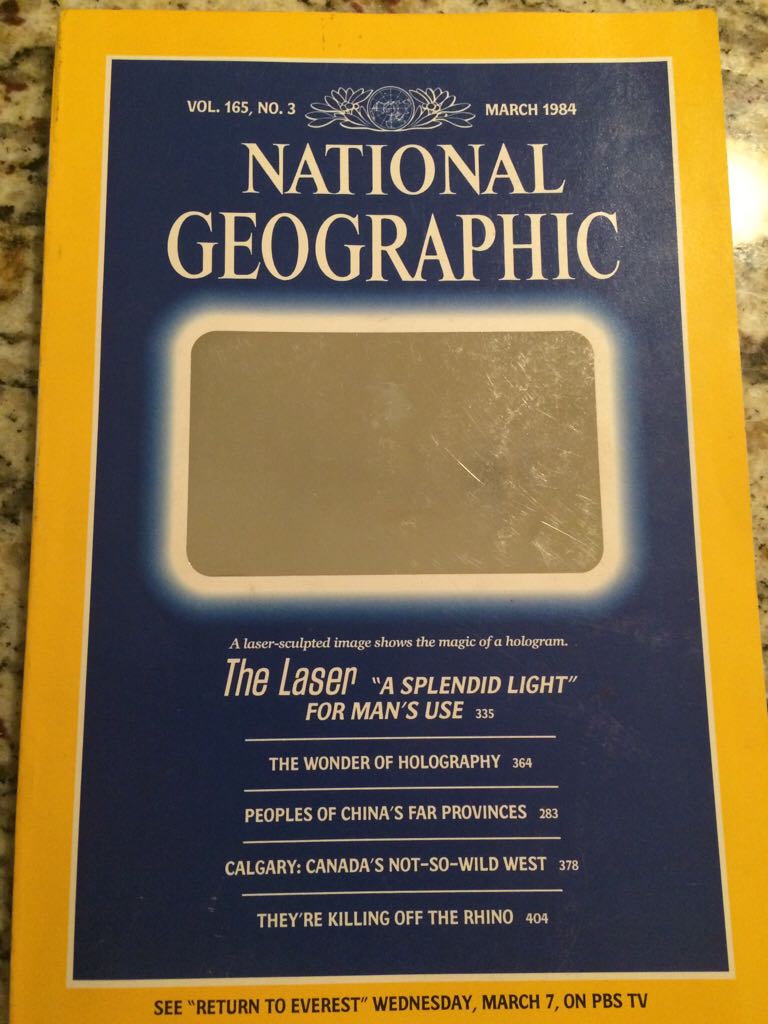 VOL. 165, NO. 3 MARCH 1984
NATIONAL
GEOGRAPHIC
A laser-sculpted image shows the magic of a hologram.
The Laser "A SPLENDID LIGHT"
FOR MAN'S USE 335
THE WONDER OF HOLOGRAPHY 364
PEOPLES OF CHINA'S FAR PROVINCES 283
CALGARY: CANADA'S NOT-SO-WILD WEST 378
THEY'RE KILLING OFF THE RHINO 404
SEE "RETURN TO EVEREST" WEDNESDAY, MARCH 7, ON PBS TV